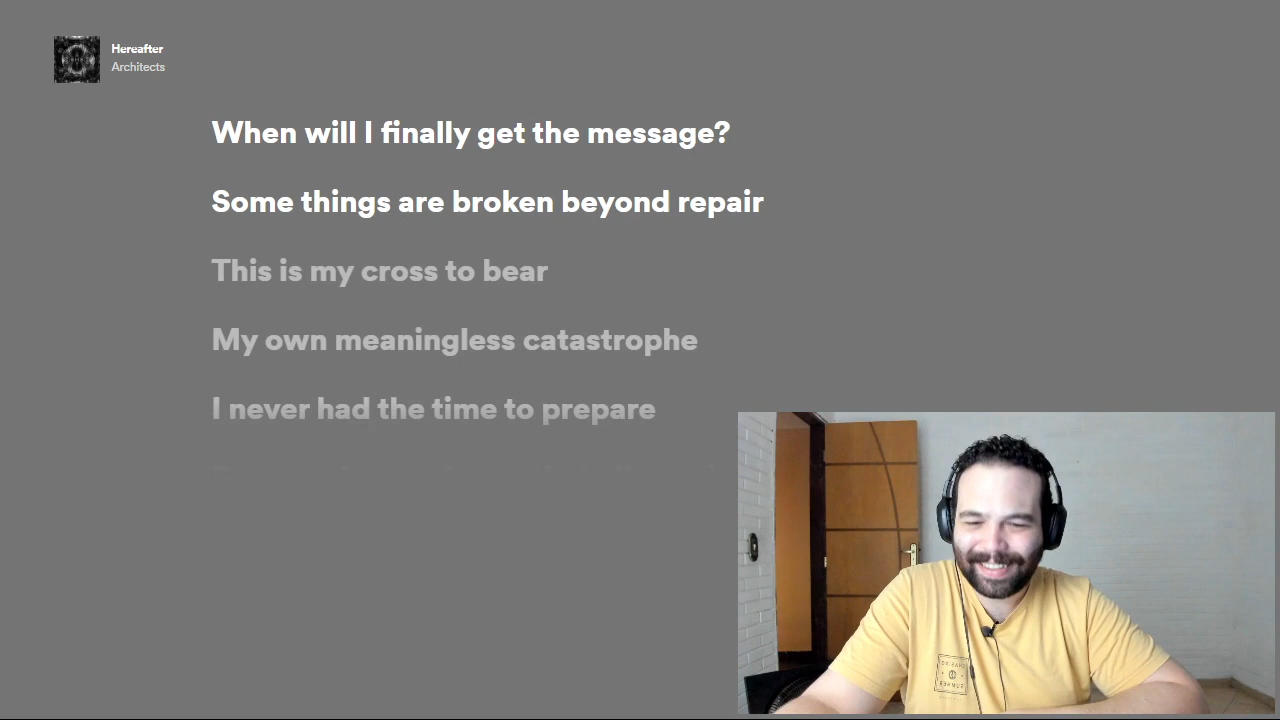 Hereafter
Architects
When will I finally get the message?
Some things are broken beyond repair
This is my cross to bear
My own meaningless catastrophe
I never had the time to prepare